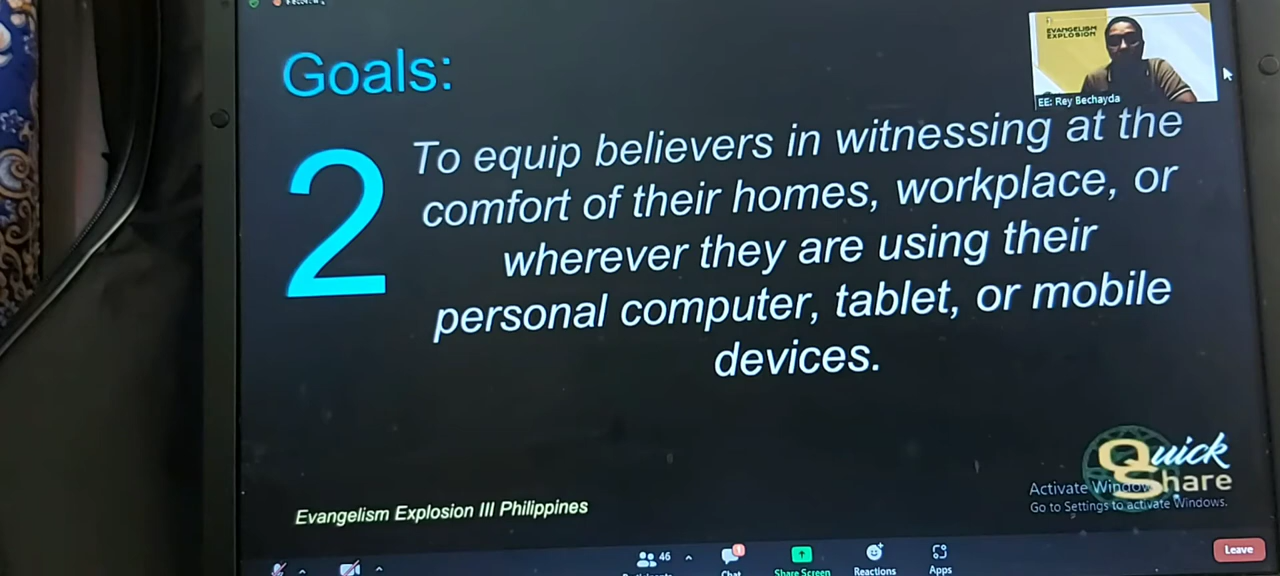 Goals:
EVANGELISM
EXPLOSION
EE: Rey Bechayda
2
To equip believers in witnessing at the
comfort of their homes, workplace, or
wherever they are using their
personal computer, tablet, or mobile
devices.
Quick
Share
Activate Windows
Go to Settings to activate Windows.
Evangelism Explosion III Philippines
46
1
Chat
Share Screen
Reactions
Apps
Leave